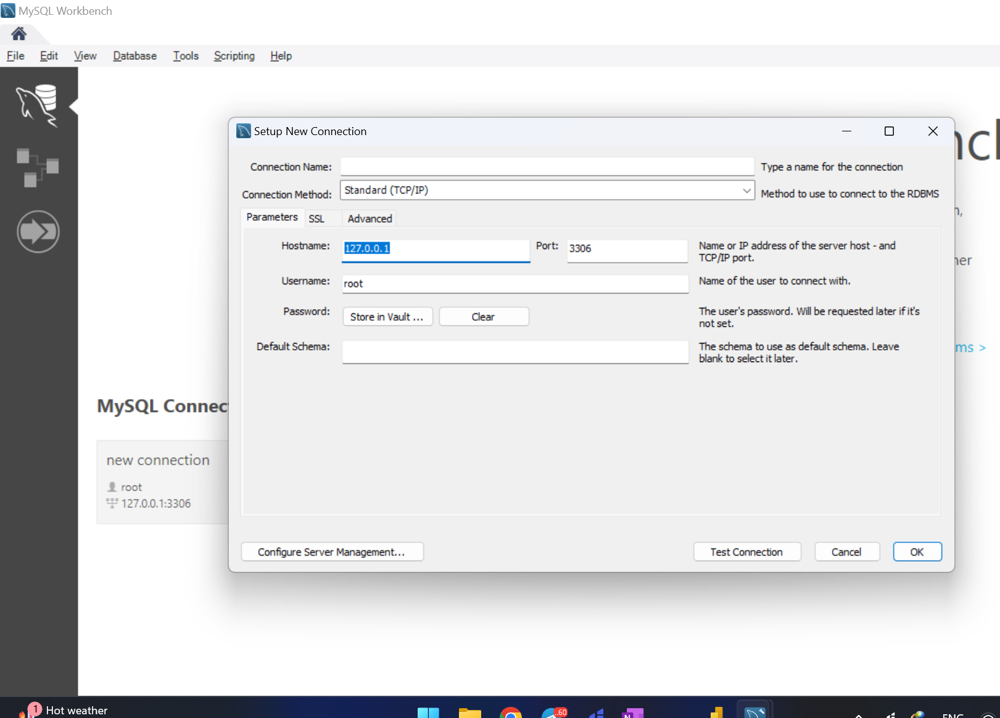 MySQL Workbench
File Edit View Database Tools Scripting Help
Setup New Connection
Connection Name: Type a name for the connection
Connection Method: Standard (TCP/IP) Method to use to connect to the RDBMS
Parameters SSL Advanced
Hostname: 127.0.0.1 Port: 3306 Name or IP address of the server host - and
TCP/IP port.
Username: root Name of the user to connect with.
Password: Store in Vault ... Clear The user's password. Will be requested later if it's
not set.
Default Schema: The schema to use as default schema. Leave
blank to select it later.
ms >
MySQL Connect
new connection
root
127.0.0.1:3306
Configure Server Management... Test Connection Cancel OK
1 Hot weather
..60
N
ENG